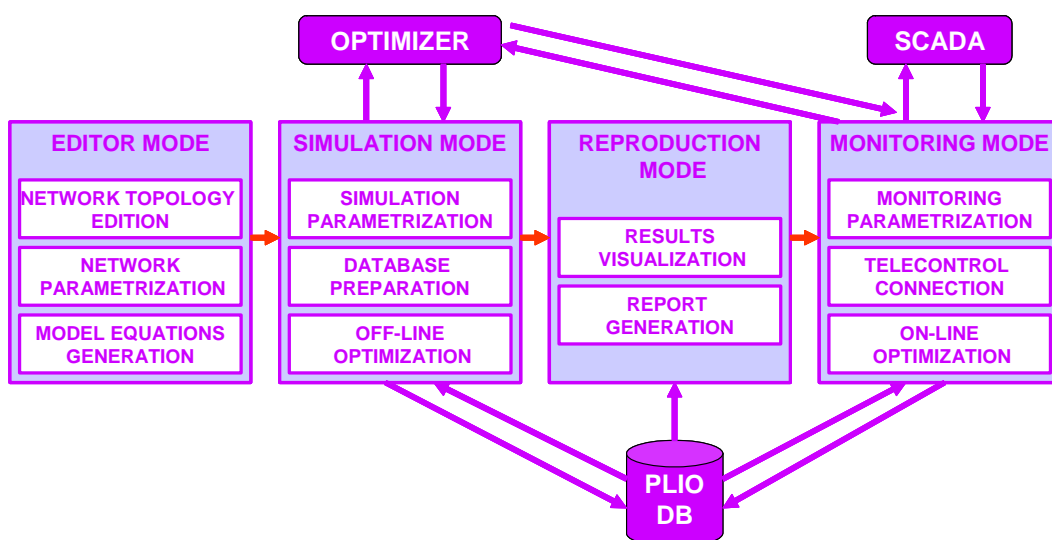 OPTIMIZER
SCADA
EDITOR MODE
NETWORK TOPOLOGY
EDITION
NETWORK
PARAMETRIZATION
MODEL EQUATIONS
GENERATION
SIMULATION MODE
SIMULATION
PARAMETRIZATION
DATABASE
PREPARATION
OFF-LINE
OPTIMIZATION
REPRODUCTION
MODE
RESULTS
VISUALIZATION
REPORT
GENERATION
MONITORING MODE
MONITORING
PARAMETRIZATION
TELECONTROL
CONNECTION
ON-LINE
OPTIMIZATION
PLIO
DB